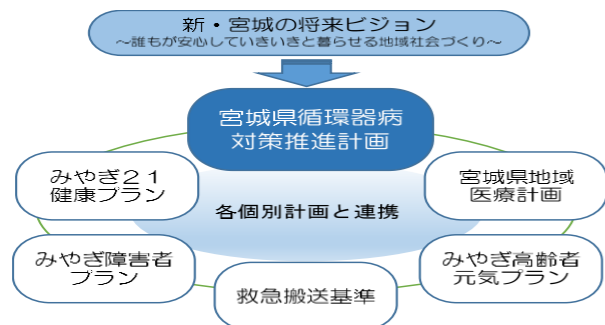 新・宮城の将来ビジョン
～誰もが安心していきいきと暮らせる地域社会づくり～
宮城県循環器病
対策推進計画
みやぎ２１
健康プラン
宮城県地域
医療計画
各個別計画と連携
みやぎ障害者
プラン
みやぎ高齢者
元気プラン
救急搬送基準